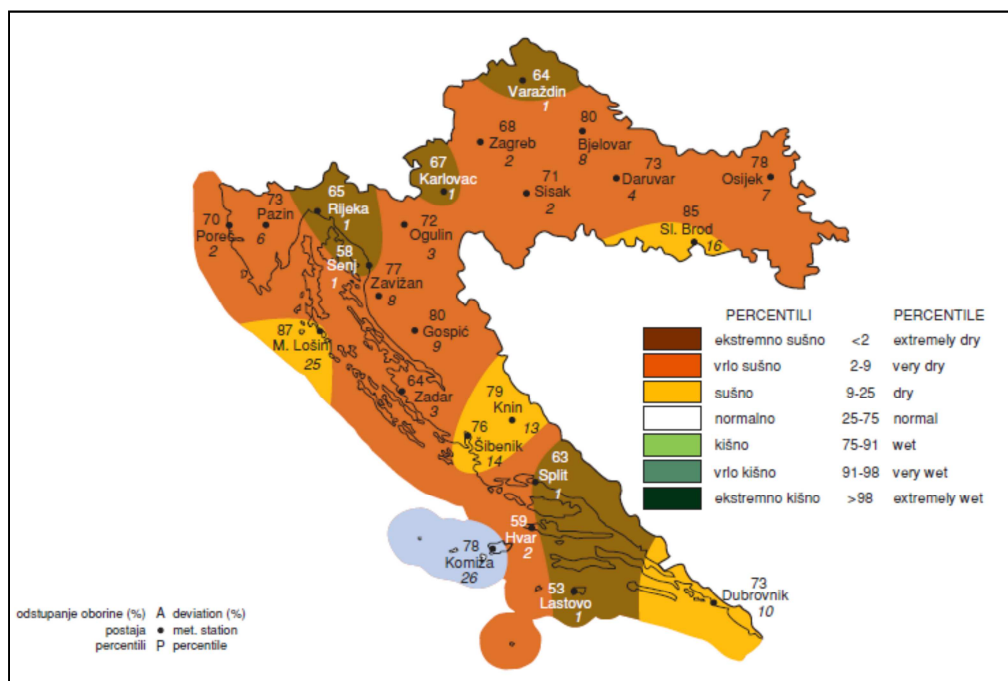 64
Varaždin
1
68
Zagreb
2
80
Bjelovar
8
67
Karlovac
1
71
Sisak
2
73
Daruvar
4
78
Osijek
7
85
Sl. Brod
16
65
Rijeka
1
73
Pazin
6
70
Poreč
2
72
Ogulin
3
58
Senj
1
77
Zavižan
9
80
Gospić
9
87
M. Lošinj
25
64
Zadar
3
79
Knin
13
76
Šibenik
14
63
Split
1
59
Hvar
2
78
Komiža
26
53
Lastovo
1
73
Dubrovnik
10
PERCENTILI PERCENTILE
ekstremno sušno <2 extremely dry
vrlo sušno 2-9 very dry
sušno 9-25 dry
normalno 25-75 normal
kišno 75-91 wet
vrlo kišno 91-98 very wet
ekstremno kišno >98 extremely wet
odstupanje oborine (%) A deviation (%)
postaja ● met. station
percentili P percentile